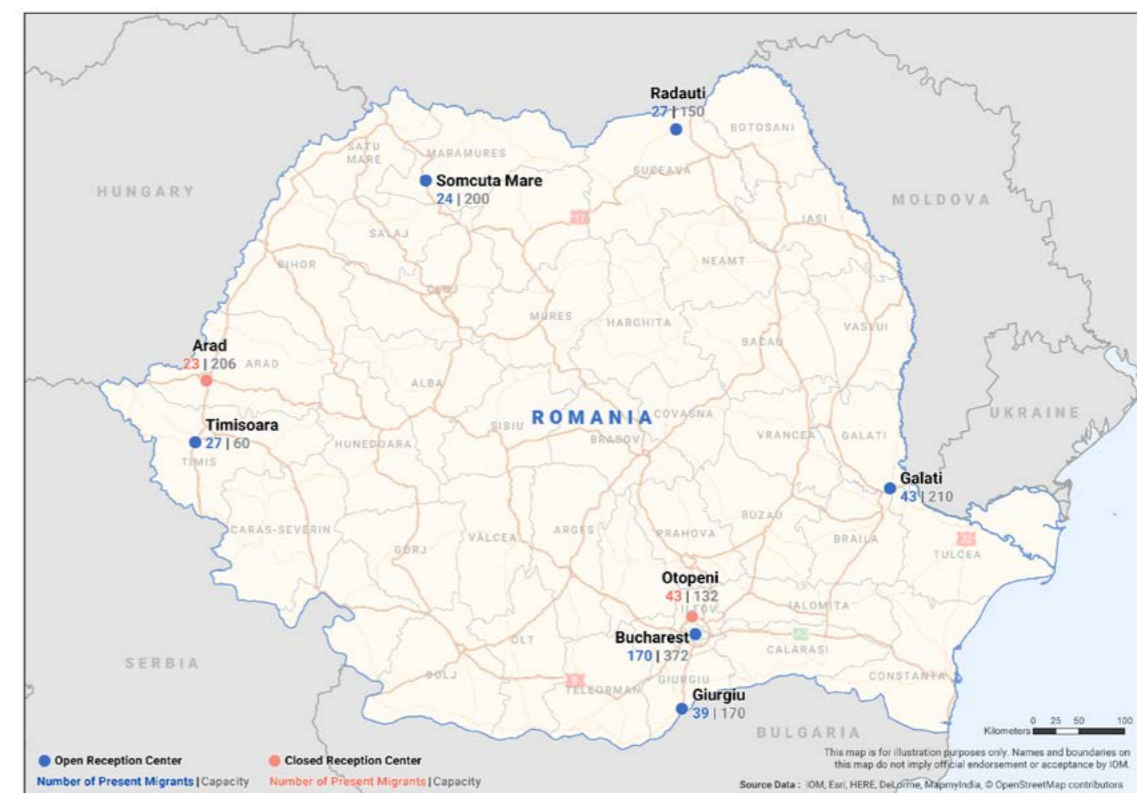 Radauti
27 | 150
BOTOSANI
SATU
MARE
MARAMURES
SUCEAVA
Somcuta Mare
24 | 200
HUNGARY
MOLDOVA
17
IASI
SALAJ
BIHOR
NEAMT
CLUJ
MURES
HARGHITA
VASLUI
BACAU
Arad
23 | 206
ARAD
ALBA
ROMANIA
COVASNA
UKRAINE
Timisoara
27 | 60
TIMIS
HUNEDOARA
SIBIU
BRASOV
VRANCEA
GALATI
Galati
43 | 210
CARAS-SEVERIN
GORJ
VÂLCEA
ARGES
PRAHOVA
BUZAU
BRAILA
22
TULCEA
Otopeni
43 | 132
ILFOV
IALOMITA
Bucharest
170 | 372
A2
CALARASI
SERBIA
OLT
DOLJ
6
TELEORMAN
GIURGIU
CONSTANTA
Giurgiu
39 | 170
BULGARIA
0 25 50 100
Kilometers
Open Reception Center
Number of Present Migrants | Capacity
Closed Reception Center
Number of Present Migrants | Capacity
This map is for illustration purposes only. Names and boundaries on
this map do not imply official endorsement or acceptance by IOM.
Source Data : IOM, Esri, HERE, DeLorme, MapmyIndia, © OpenStreetMap contributors